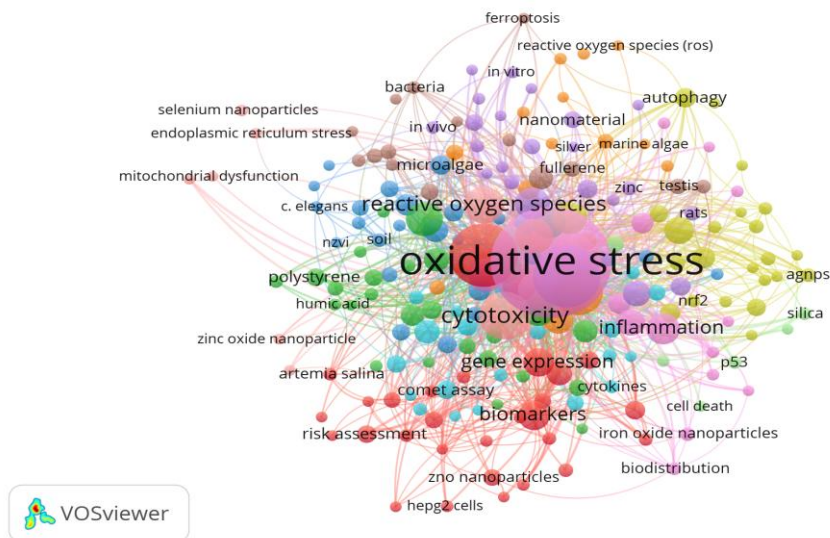 ferroptosis
reactive oxygen species (ros)
in vitro
bacteria
autophagy
selenium nanoparticles
in vivo
nanomaterial
endoplasmic reticulum stress
silver
marine algae
microalgae
fullerene
mitochondrial dysfunction
zinc
testis
c. elegans
reactive oxygen species
rats
nzvi
soil
oxidative stress
polystyrene
agnps
humic acid
nrf2
silica
cytotoxicity
inflammation
zinc oxide nanoparticle
gene expression
p53
artemia salina
comet assay
cytokines
biomarkers
cell death
risk assessment
iron oxide nanoparticles
biodistribution
zno nanoparticles
hepg2 cells
VOSviewer